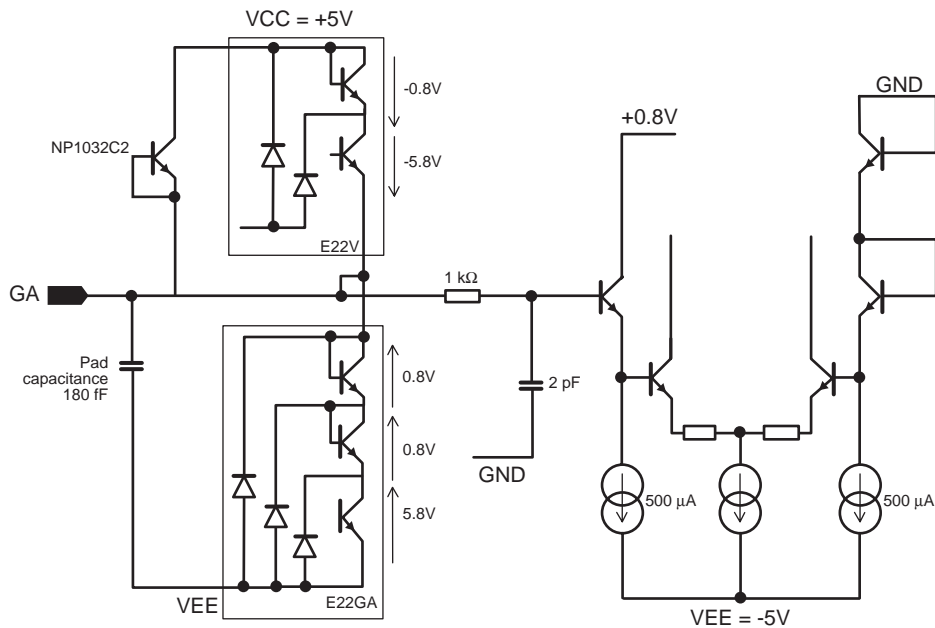 VCC = +5V
GND
-0.8V
+0.8V
NP1032C2
-5.8V
E22V
1 kΩ
GA
Pad
capacitance
180 fF
0.8V
2 pF
0.8V
GND
500 µA
500 µA
5.8V
VEE
E22GA
VEE = -5V